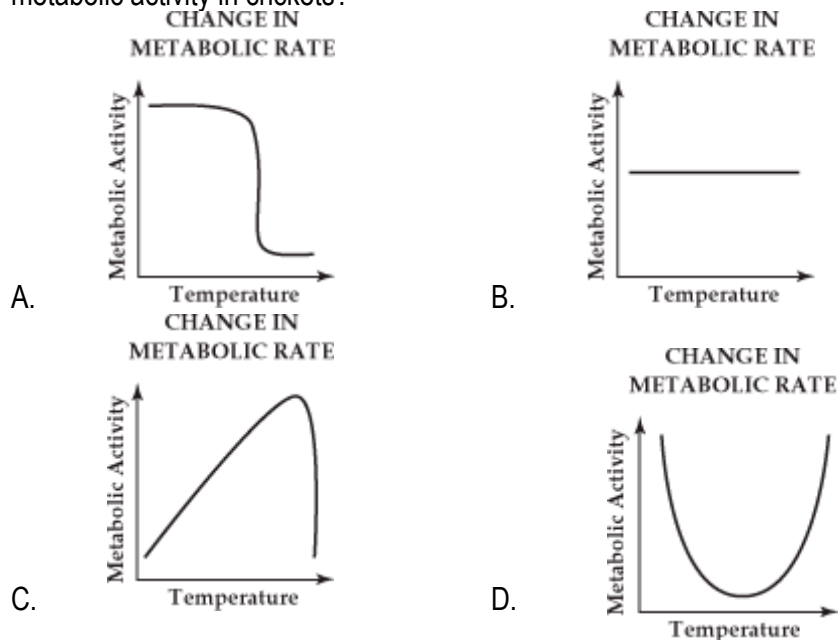 metabolic activity in crickets?
CHANGE IN
METABOLIC RATE
Metabolic Activity
Temperature
A.
CHANGE IN
METABOLIC RATE
Metabolic Activity
Temperature
B.
CHANGE IN
METABOLIC RATE
Metabolic Activity
Temperature
C.
CHANGE IN
METABOLIC RATE
Metabolic Activity
Temperature
D.